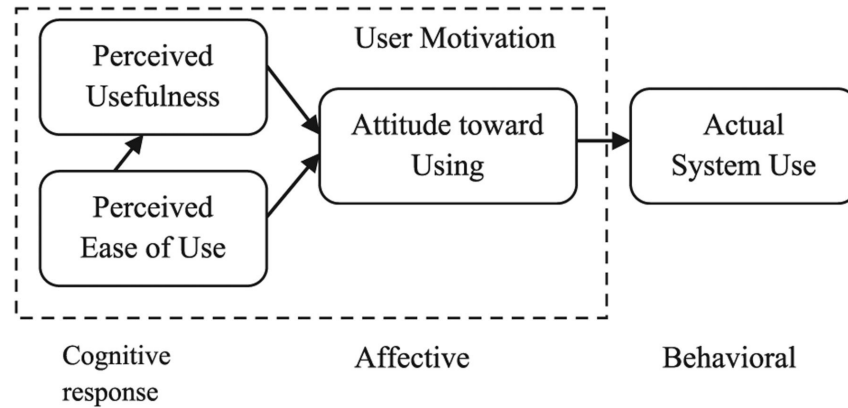 User Motivation
Perceived
Usefulness
Perceived
Ease of Use
Attitude toward
Using
Actual
System Use
Cognitive
response
Affective
Behavioral